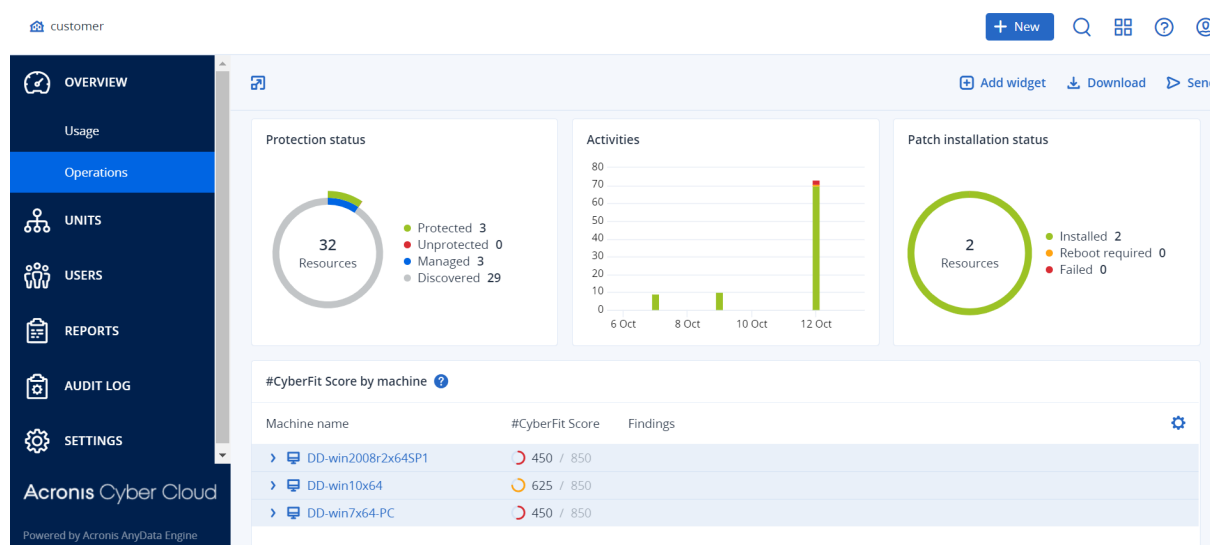 customer
+ New
OVERVIEW
Usage
Operations
UNITS
USERS
REPORTS
AUDIT LOG
SETTINGS
Acronis Cyber Cloud
Powered by Acronis AnyData Engine
Add widget
Download
Send
Protection status
32
Resources
Protected 3
Unprotected 0
Managed 3
Discovered 29
Activities
80
70
60
50
40
30
20
10
0
6 Oct 8 Oct 10 Oct 12 Oct
Patch installation status
2
Resources
Installed 2
Reboot required 0
Failed 0
#CyberFit Score by machine ?
Machine name #CyberFit Score Findings
DD-win2008r2x64SP1 450 / 850
DD-win10x64 625 / 850
DD-win7x64-PC 450 / 850